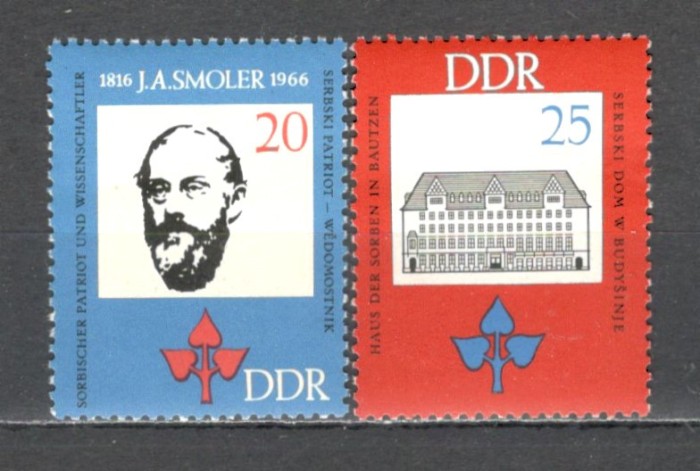 1816 J.A.SMOLER 1966
20
SORBISCHER PATRIOT UND WISSENSCHAFTLER
SERBSKI PATRIOT – WĚDOMOSTNIK
DDR
DDR
25
HAUS DER SORBEN IN BAUTZEN
SERBSKI DOM W BUDYŠINJE